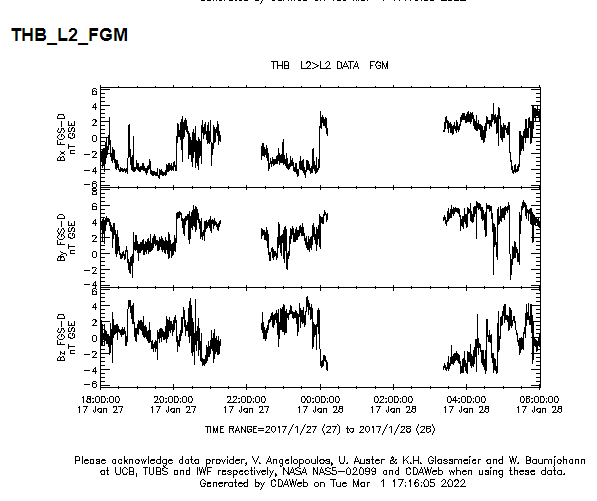 THB_L2_FGM
THB L2>L2 DATA FGM
6
4
2
0
-2
-4
-6
Bx FGS-D
nT GSE
8
6
4
2
0
-2
-4
By FGS-D
nT GSE
6
4
2
0
-2
-4
-6
Bz FGS-D
nT GSE
18:00:00 20:00:00 22:00:00 00:00:00 02:00:00 04:00:00 06:00:00
17 Jan 27 17 Jan 27 17 Jan 27 17 Jan 28 17 Jan 28 17 Jan 28 17 Jan 28
TIME RANGE=2017/1/27 (27) to 2017/1/28 (28)
Please acknowledge data provider, V. Angelopoulos, U. Auster & K.H. Glassmeier and W. Baumjohann
at UCB, TUBS and IWF respectively, NASA NAS5-02099 and CDAWeb when using these data.
Generated by CDAWeb on Tue Mar 1 17:16:05 2022